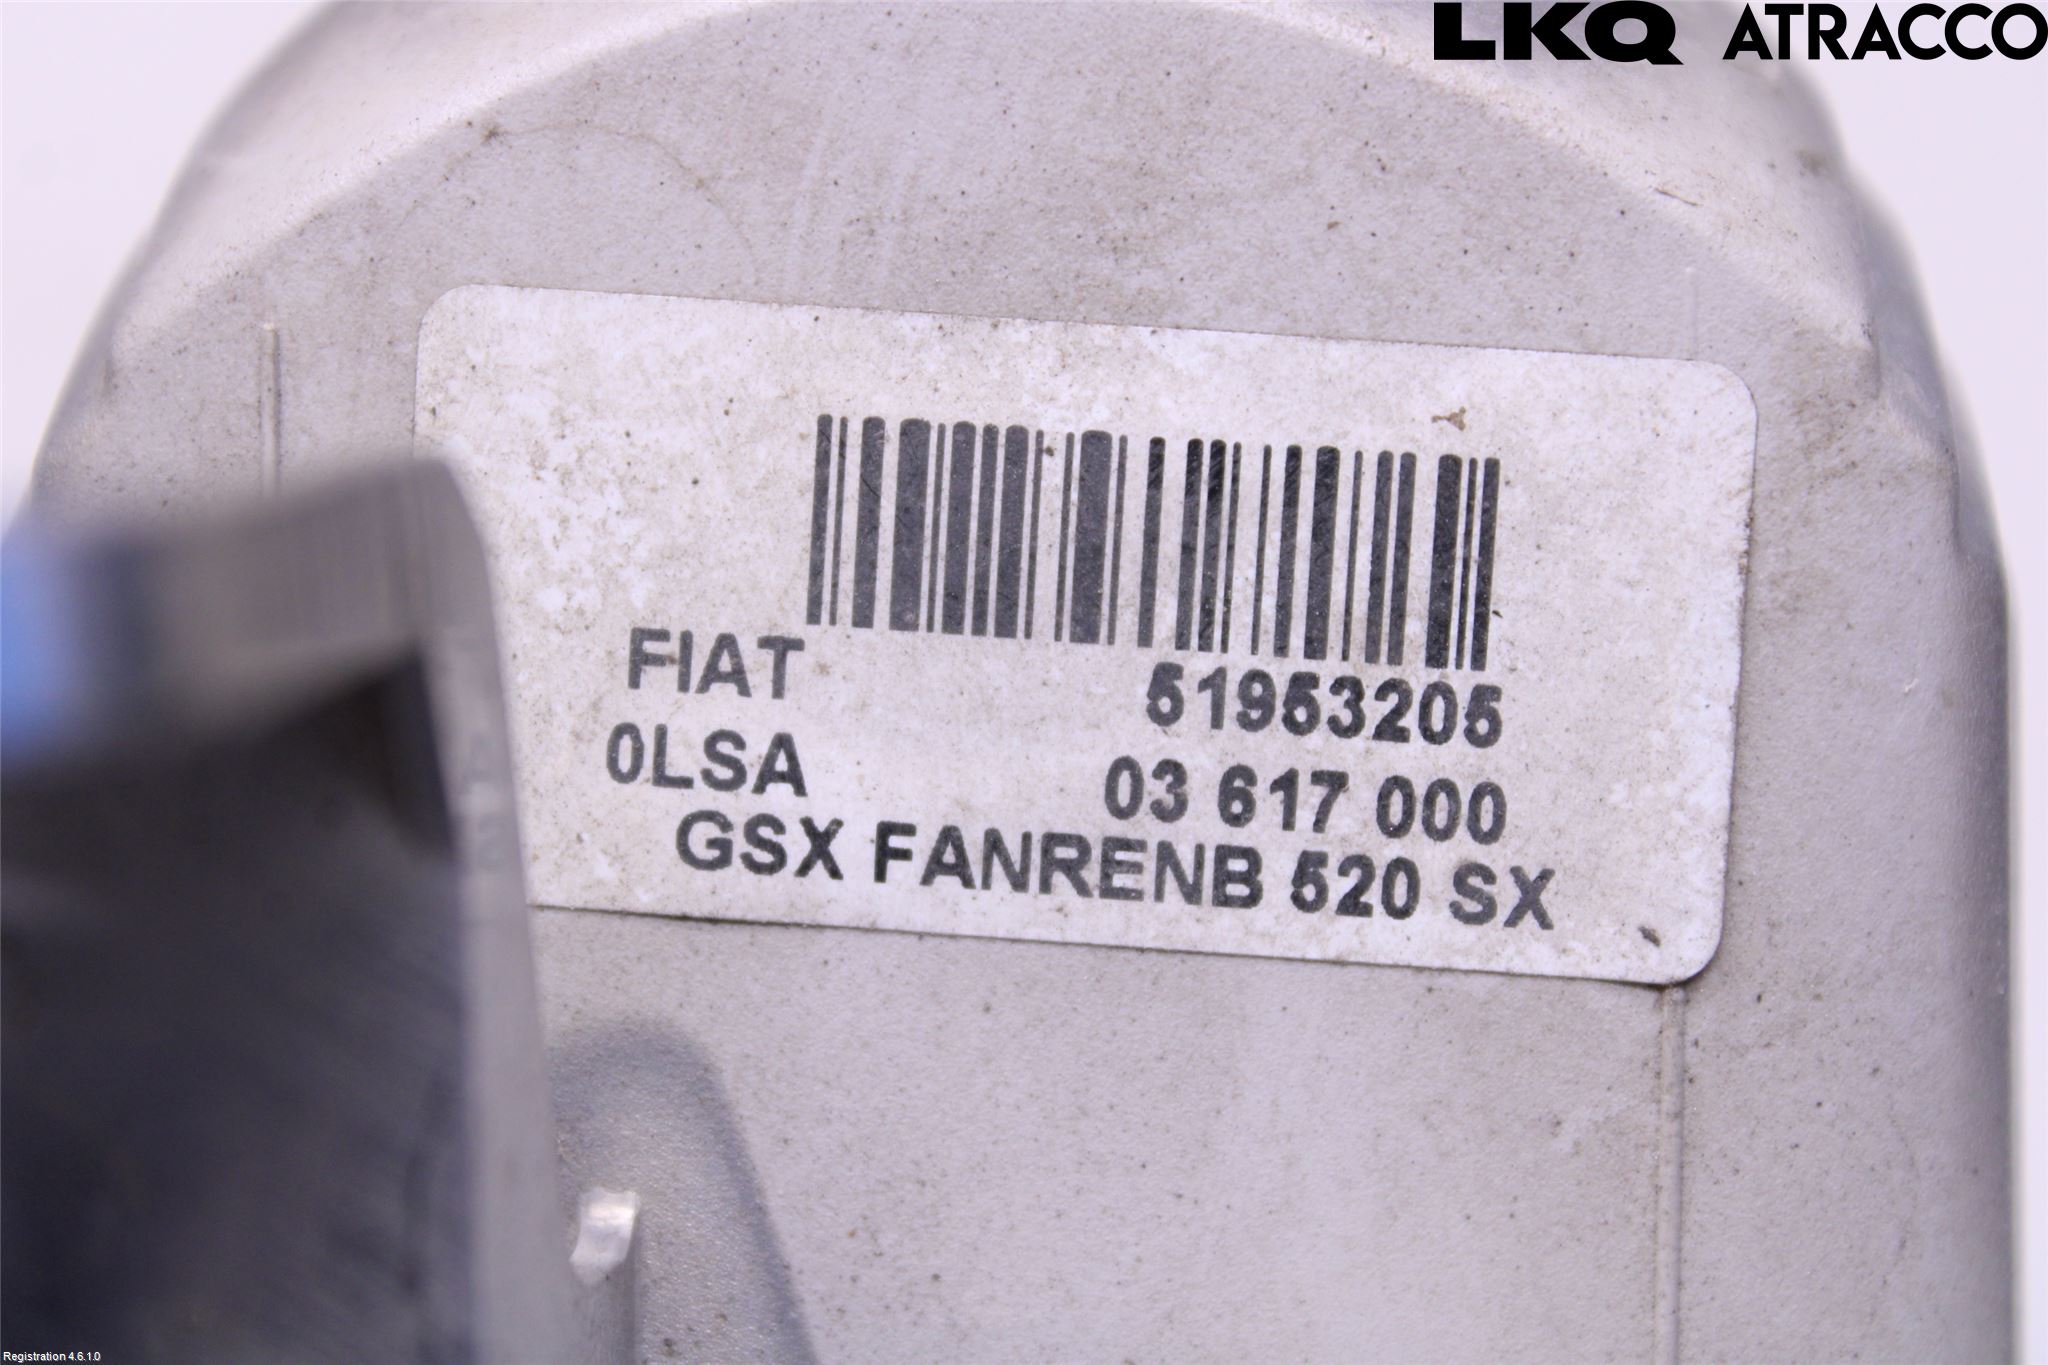 LKQ ATRACCO
FIAT 51953205
0LSA 03 617 000
GSX FANRENB 520 SX
Registration 4.6.1.0